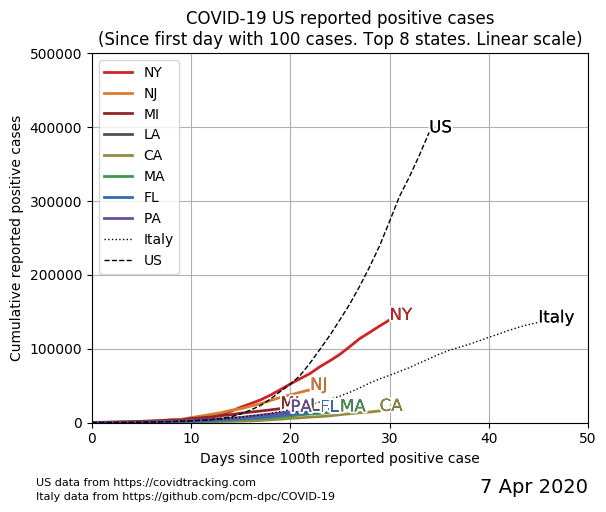 COVID-19 US reported positive cases
(Since first day with 100 cases. Top 8 states. Linear scale)
500000
400000
300000
200000
100000
0
Cumulative reported positive cases
NY
NJ
MI
LA
CA
MA
FL
PA
Italy
US
US
NY
Italy
NJ
PA
FL
MA
CA
0 10 20 30 40 50
Days since 100th reported positive case
US data from https://covidtracking.com
Italy data from https://github.com/pcm-dpc/COVID-19
7 Apr 2020